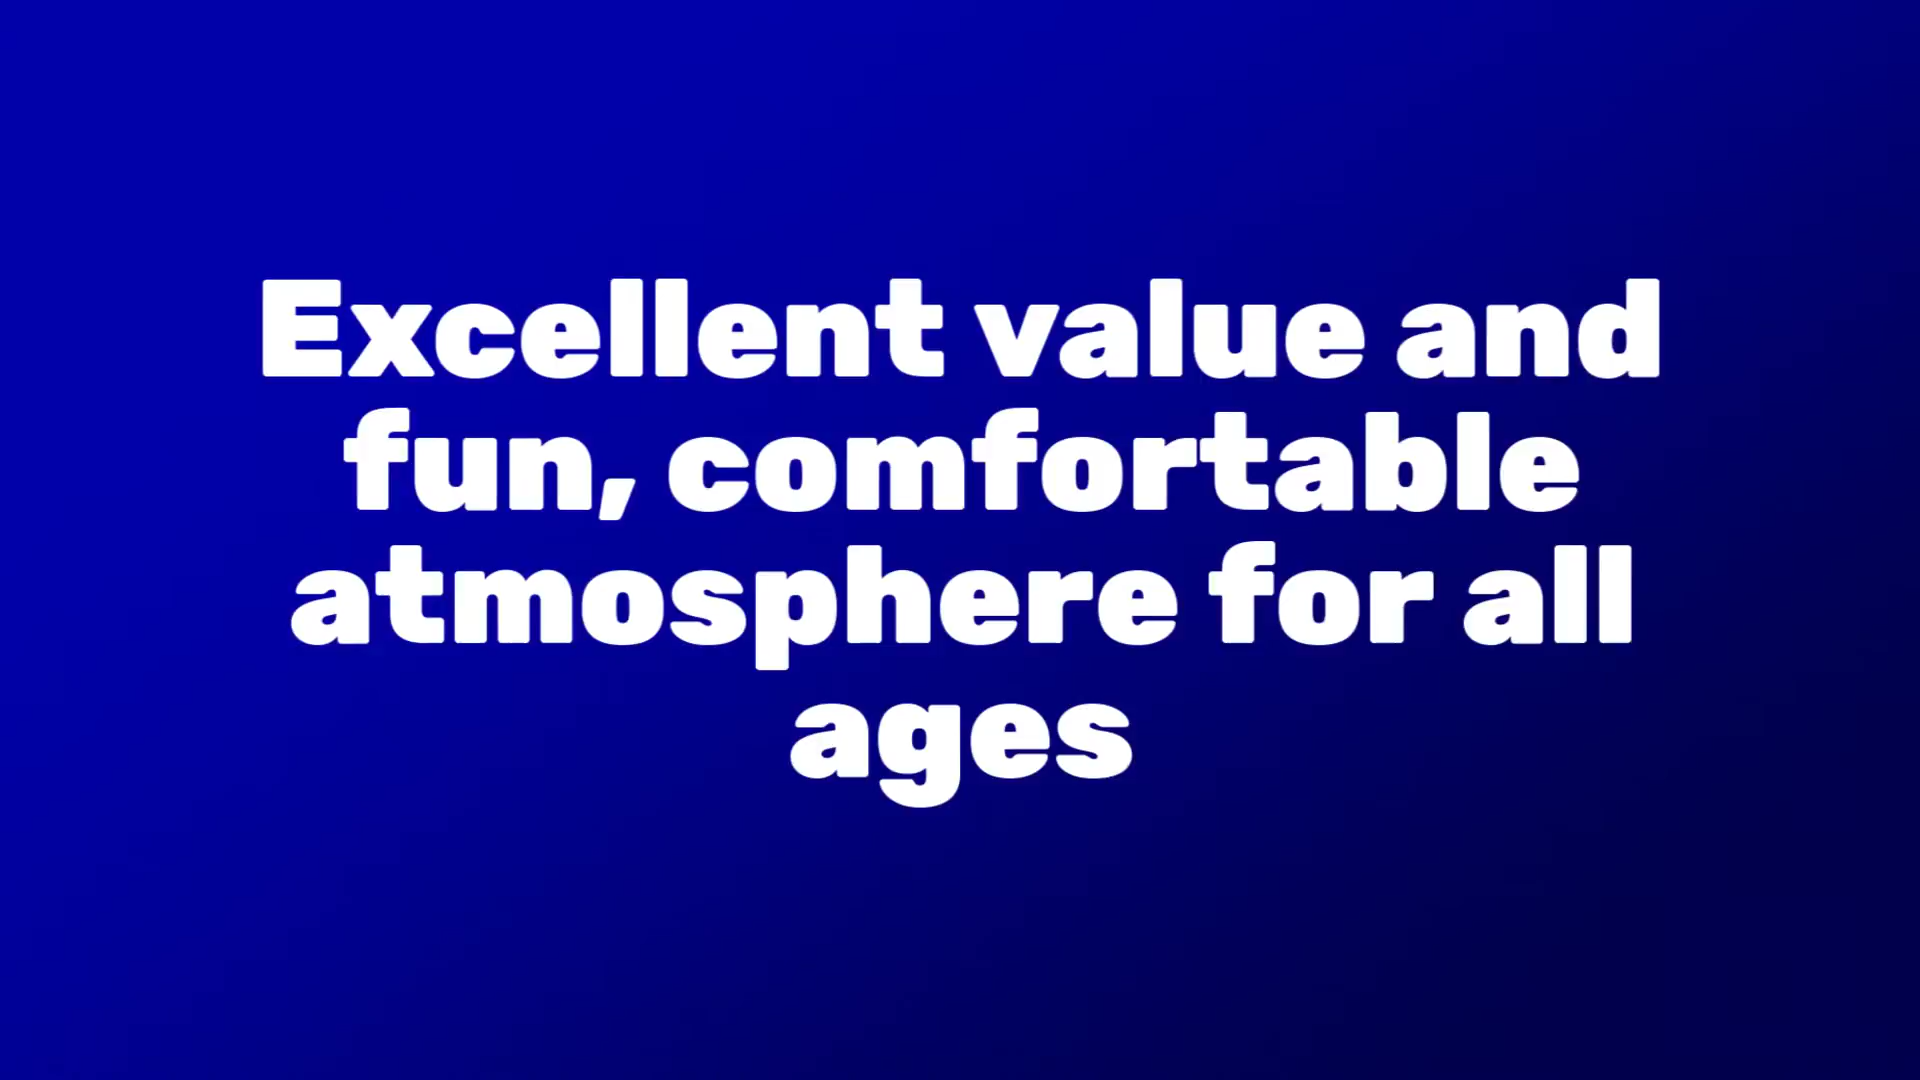 Excellent value and
fun, comfortable
atmosphere for all
ages